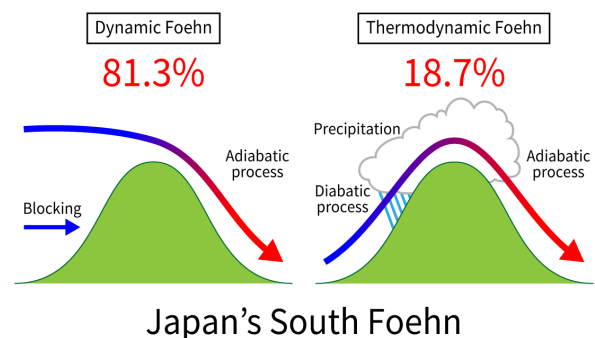 Dynamic Foehn
81.3%
Adiabatic
process
Blocking
Thermodynamic Foehn
18.7%
Precipitation
Diabatic
process
Adiabatic
process
Japan’s South Foehn